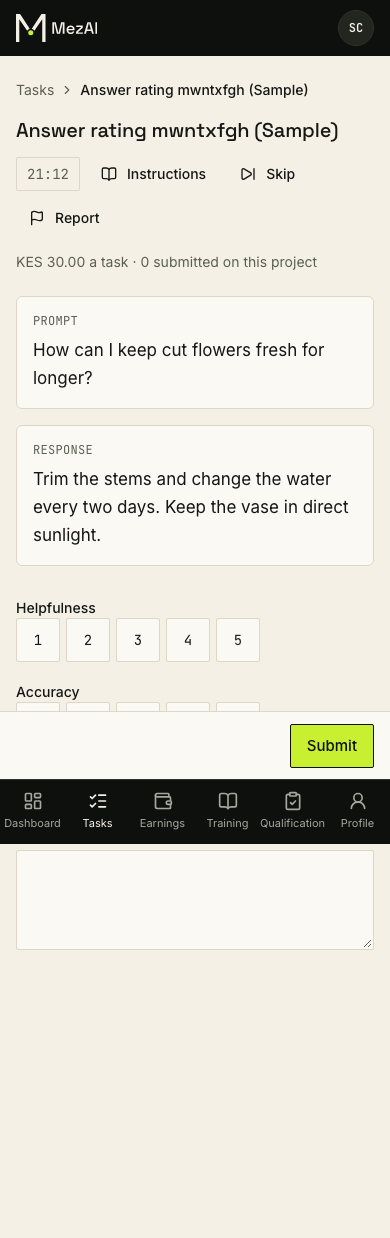 MezAI
SC
Tasks > Answer rating mwntxfgh (Sample)
Answer rating mwntxfgh (Sample)
21:12 Instructions Skip
Report
KES 30.00 a task · 0 submitted on this project
PROMPT
How can I keep cut flowers fresh for
longer?
RESPONSE
Trim the stems and change the water
every two days. Keep the vase in direct
sunlight.
Helpfulness
1 2 3 4 5
Accuracy
Submit
Dashboard Tasks Earnings Training Qualification Profile